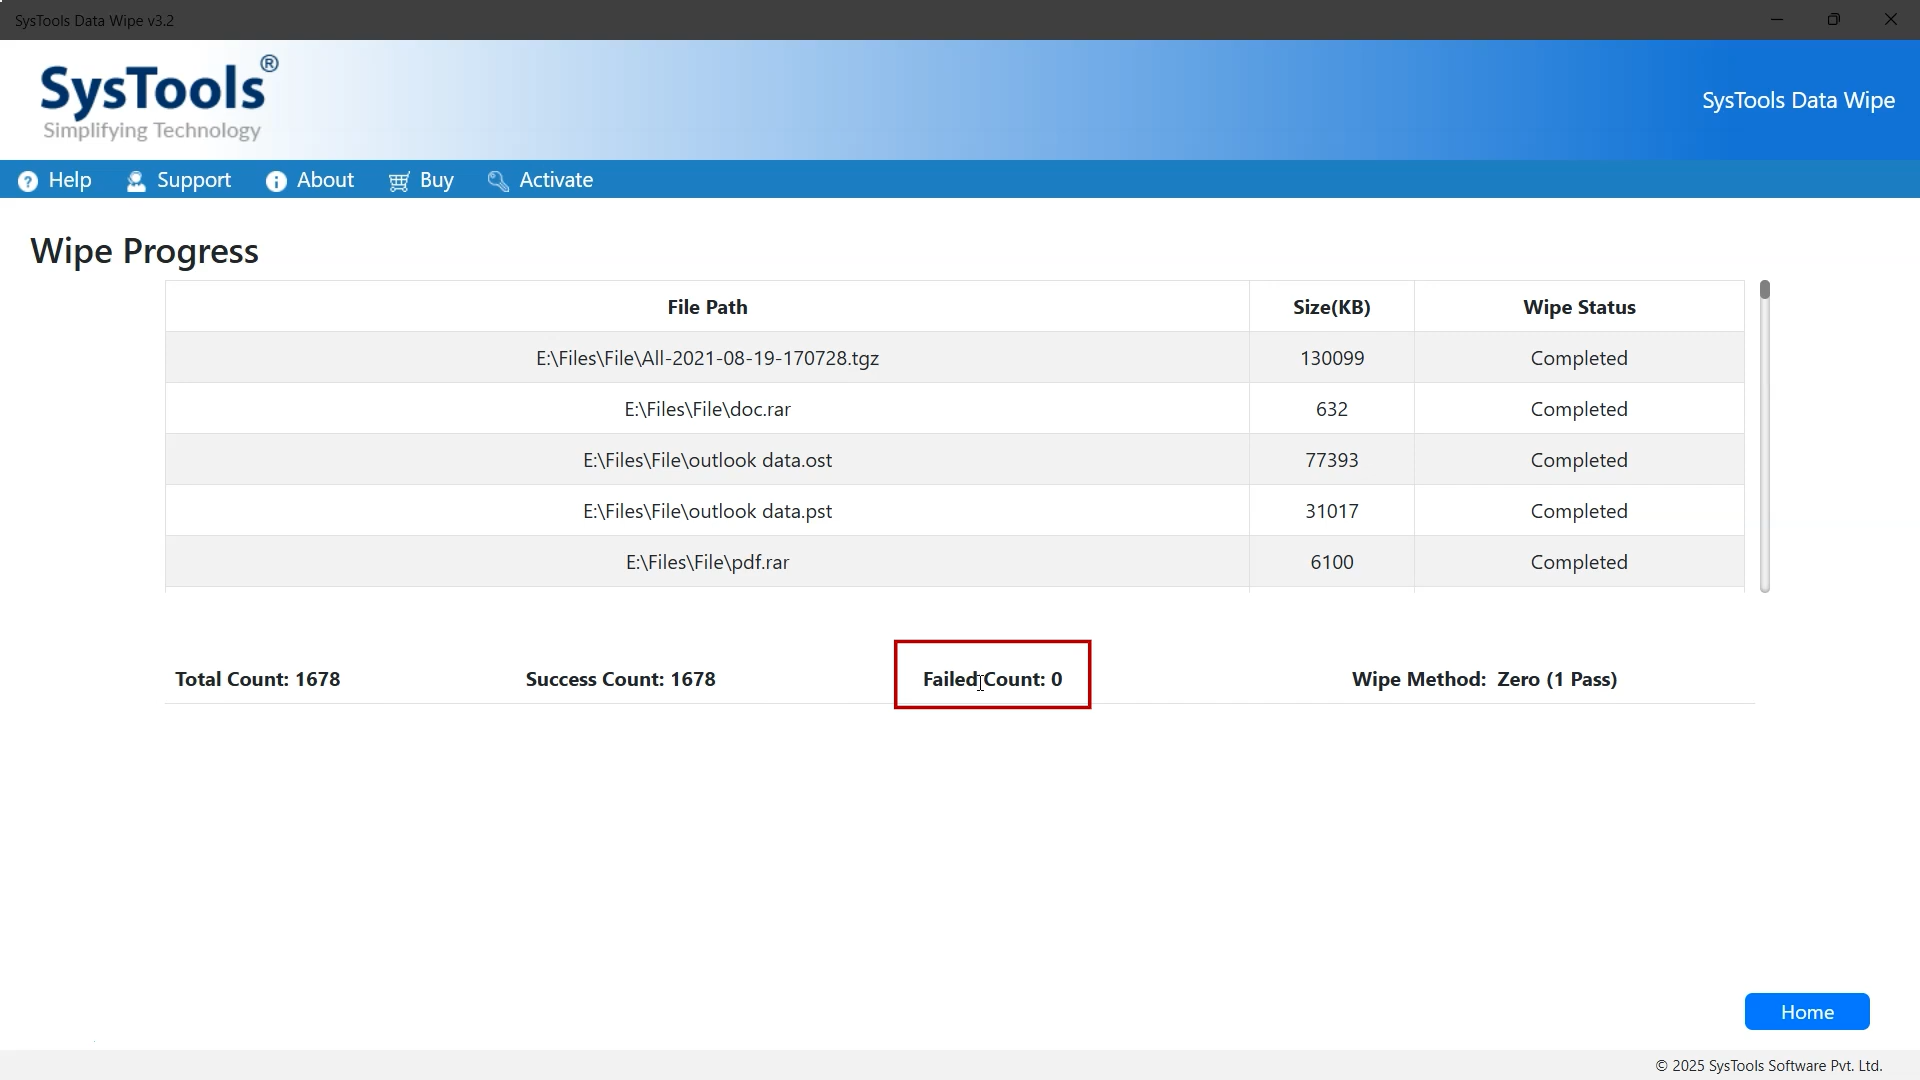 SysTools Data Wipe v3.2
SysTools®
Simplifying Technology
SysTools Data Wipe
Help Support About Buy Activate
Wipe Progress
File Path Size(KB) Wipe Status
E:\Files\File\All-2021-08-19-170728.tgz 130099 Completed
E:\Files\File\doc.rar 632 Completed
E:\Files\File\outlook data.ost 77393 Completed
E:\Files\File\outlook data.pst 31017 Completed
E:\Files\File\pdf.rar 6100 Completed
Total Count: 1678 Success Count: 1678 Failed Count: 0 Wipe Method: Zero (1 Pass)
Home
© 2025 SysTools Software Pvt. Ltd.